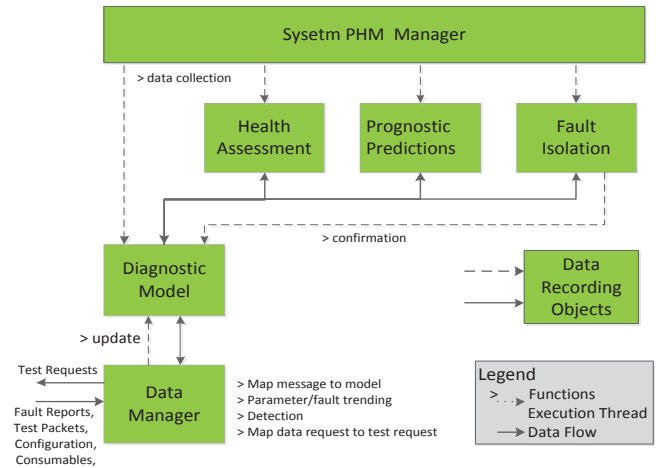 Sysetm PHM Manager
> data collection
Health
Assessment
Prognostic
Predictions
Fault
Isolation
> confirmation
Diagnostic
Model
Data
Recording
Objects
> update
Test Requests
Data
Manager
Fault Reports,
Test Packets,
Configuration,
Consumables,
> Map message to model
> Parameter/fault trending
> Detection
> Map data request to test request
Legend
> Functions
Execution Thread
Data Flow